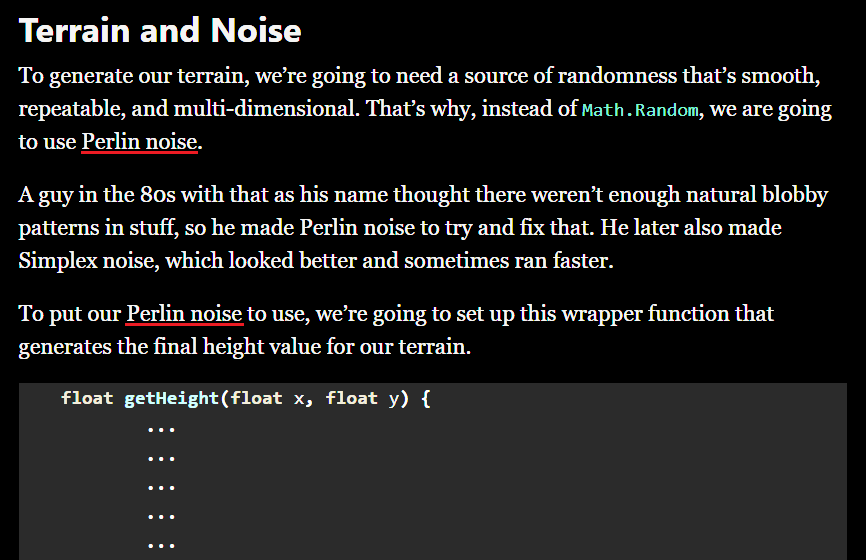 Terrain and Noise
To generate our terrain, we’re going to need a source of randomness that’s smooth,
repeatable, and multi-dimensional. That’s why, instead of Math.Random, we are going
to use Perlin noise.
A guy in the 80s with that as his name thought there weren’t enough natural blobby
patterns in stuff, so he made Perlin noise to try and fix that. He later also made
Simplex noise, which looked better and sometimes ran faster.
To put our Perlin noise to use, we’re going to set up this wrapper function that
generates the final height value for our terrain.
float getHeight(float x, float y) {
...
...
...
...
...